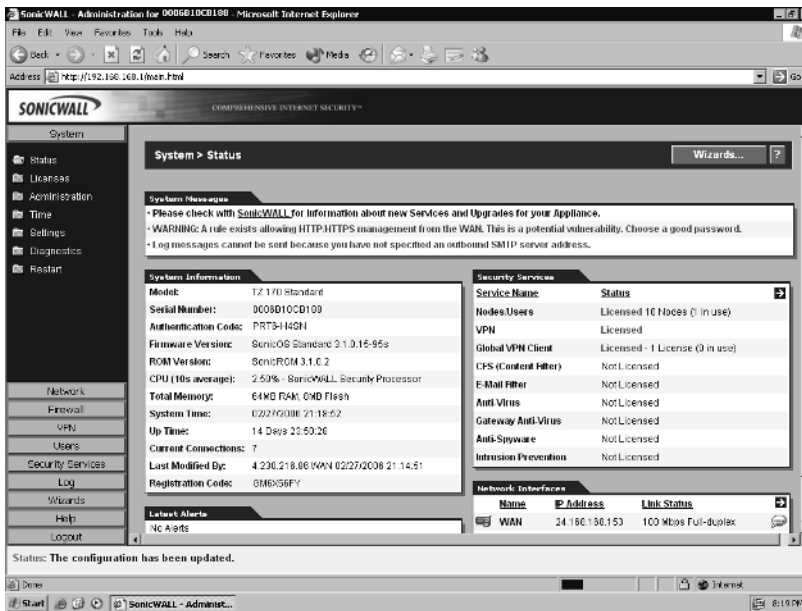 SonicWALL - Administration for 0006B10CB188 - Microsoft Internet Explorer
File Edit View Favorites Tools Help
Back Search Favorites Media
Address http://192.168.168.1/main.html Go
SONICWALL COMPREHENSIVE INTERNET SECURITY™
System
Status
Licenses
Administration
Time
Settings
Diagnostics
Restart
Network
Firewall
VPN
Users
Security Services
Log
Wizards
Help
Logout
System > Status Wizards... ?
System Messages
· Please check with SonicWALL for Information about new Services and Upgrades for your Appliance.
· WARNING: A rule exists allowing HTTP,HTTPS management from the WAN. This is a potential vulnerability. Choose a good password.
· Log messages cannot be sent because you have not specified an outbound SMTP server address.
System Information
Model: TZ 170 Standard
Serial Number:
Authentication Code:
Firmware Version: SonicOS Standard 3.1.0.15-95s
ROM Version: SonicROM 3.1.0.2
CPU (10s average): 2.50% - SonicWALL Security Processor
Total Memory: 64MB RAM, 8MB Flash
System Time: 02/27/2006 21:18:52
Up Time: 14 Days 23:50:26
Current Connections: 7
Last Modified By: 4.230.216.86:WAN 02/27/2006 21:14:51
Registration Code:
Latest Alerts
No Alerts
Security Services
Service Name Status
Nodes/Users Licensed 10 Nodes (1 in use)
VPN Licensed
Global VPN Client Licensed - 1 License (0 in use)
CFS (Content Filter) Not Licensed
E-Mail Filter Not Licensed
Anti-Virus Not Licensed
Gateway Anti-Virus Not Licensed
Anti-Spyware Not Licensed
Intrusion Prevention Not Licensed
Network Interfaces
Name IP Address Link Status
WAN 24.168.168.153 100 Mbps Full-duplex
Status: The configuration has been updated.
Done Internet
Start SonicWALL - Administ... 8:19 PM